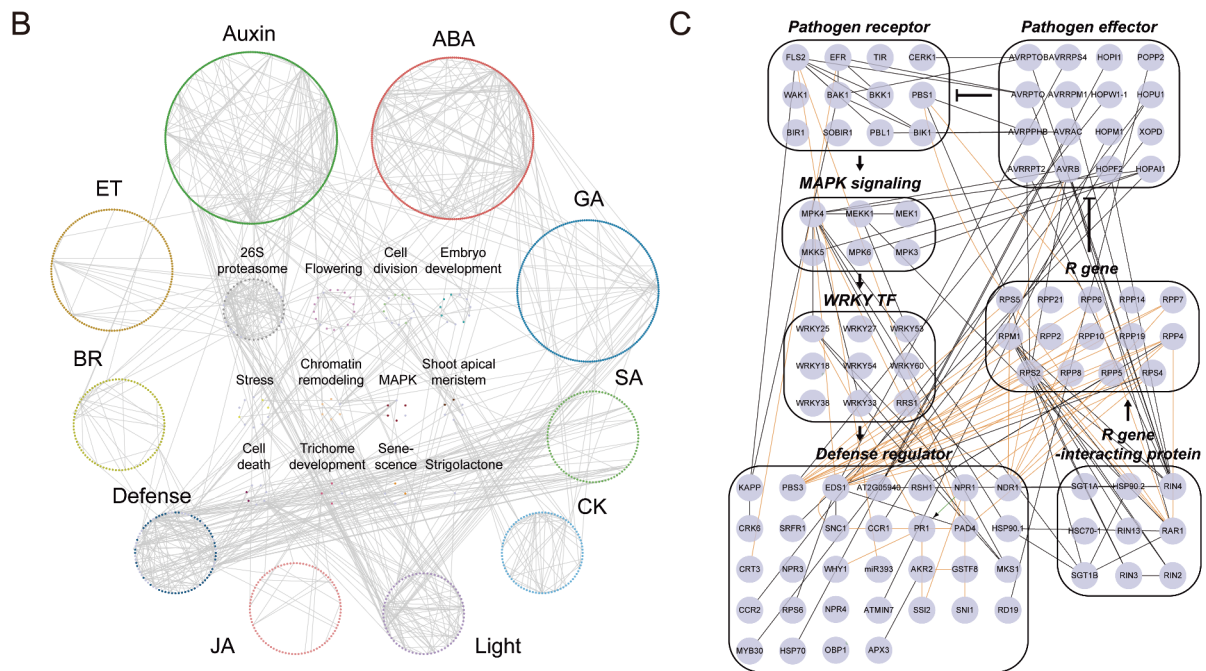 B
Auxin
ABA
ET
GA
26S
proteasome
Flowering
Cell
division
Embryo
development
BR
SA
Stress
Chromatin
remodeling
MAPK
Shoot apical
meristem
Cell
death
Trichome
development
Sene-
scence
Strigolactone
Defense
CK
JA
Light
C
Pathogen receptor
FLS2 EFR TIR CERK1
WAK1 BAK1 BKK1 PBS1
BIR1 SOBIR1 PBL1 BIK1
Pathogen effector
AVRPTOB AVRRPS4 HOPI1 POPP2
AVRPTO AVRRPM1 HOPW1-1 HOPU1
AVRPPHB AVRAC HOPM1 XOPD
AVRRPT2 AVRB HOPF2 HOPAI1
MAPK signaling
MPK4 MEKK1 MEK1
MKK5 MPK6 MPK3
R gene
RPS5 RPP21 RPP6 RPP14 RPP7
RPM1 RPP2 RPP10 RPP19 RPP4
RPS2 RPP8 RPP5 RPS4
WRKY TF
WRKY25 WRKY27 WRKY53
WRKY18 WRKY54 WRKY60
WRKY38 WRKY33 RRS1
R gene
-interacting protein
SGT1A HSP90.2 RIN4
HSC70-1 RIN13 RAR1
SGT1B RIN3 RIN2
Defense regulator
KAPP PBS3 EDS1 AT2G05940 RSH1 NPR1 NDR1
CRK6 SRFR1 SNC1 CCR1 PR1 PAD4 HSP90.1
CRT3 NPR3 WHY1 miR393 AKR2 GSTF8 MKS1
CCR2 RPS6 NPR4 ATMIN7 SSI2 SNI1 RD19
MYB30 HSP70 OBP1 APX3